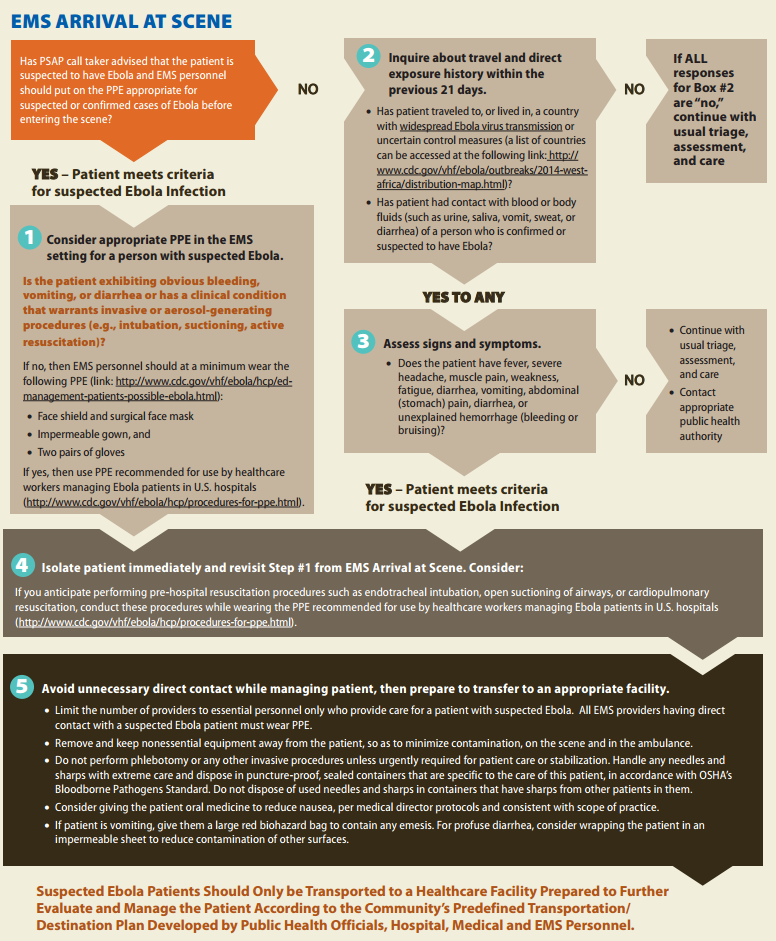 EMS ARRIVAL AT SCENE
Has PSAP call taker advised that the patient is
suspected to have Ebola and EMS personnel
should put on the PPE appropriate for
suspected or confirmed cases of Ebola before
entering the scene?
NO
YES – Patient meets criteria
for suspected Ebola Infection
1
Consider appropriate PPE in the EMS
setting for a person with suspected Ebola.
Is the patient exhibiting obvious bleeding,
vomiting, or diarrhea or has a clinical condition
that warrants invasive or aerosol-generating
procedures (e.g., intubation, suctioning, active
resuscitation)?
If no, then EMS personnel should at a minimum wear the
following PPE (link: http://www.cdc.gov/vhf/ebola/hcp/ed-
management-patients-possible-ebola.html):
• Face shield and surgical face mask
• Impermeable gown, and
• Two pairs of gloves
If yes, then use PPE recommended for use by healthcare
workers managing Ebola patients in U.S. hospitals
(http://www.cdc.gov/vhf/ebola/hcp/procedures-for-ppe.html).
2
Inquire about travel and direct
exposure history within the
previous 21 days.
• Has patient traveled to, or lived in, a country
with widespread Ebola virus transmission or
uncertain control measures (a list of countries
can be accessed at the following link: http://
www.cdc.gov/vhf/ebola/outbreaks/2014-west-
africa/distribution-map.html)?
• Has patient had contact with blood or body
fluids (such as urine, saliva, vomit, sweat, or
diarrhea) of a person who is confirmed or
suspected to have Ebola?
NO
If ALL
responses
for Box #2
are “no,”
continue with
usual triage,
assessment,
and care
YES TO ANY
3
Assess signs and symptoms.
• Does the patient have fever, severe
headache, muscle pain, weakness,
fatigue, diarrhea, vomiting, abdominal
(stomach) pain, diarrhea, or
unexplained hemorrhage (bleeding or
bruising)?
NO
• Continue with
usual triage,
assessment,
and care
• Contact
appropriate
public health
authority
YES – Patient meets criteria
for suspected Ebola Infection
4
Isolate patient immediately and revisit Step #1 from EMS Arrival at Scene. Consider:
If you anticipate performing pre-hospital resuscitation procedures such as endotracheal intubation, open suctioning of airways, or cardiopulmonary
resuscitation, conduct these procedures while wearing the PPE recommended for use by healthcare workers managing Ebola patients in U.S. hospitals
(http://www.cdc.gov/vhf/ebola/hcp/procedures-for-ppe.html).
5
Avoid unnecessary direct contact while managing patient, then prepare to transfer to an appropriate facility.
• Limit the number of providers to essential personnel only who provide care for a patient with suspected Ebola. All EMS providers having direct
contact with a suspected Ebola patient must wear PPE.
• Remove and keep nonessential equipment away from the patient, so as to minimize contamination, on the scene and in the ambulance.
• Do not perform phlebotomy or any other invasive procedures unless urgently required for patient care or stabilization. Handle any needles and
sharps with extreme care and dispose in puncture-proof, sealed containers that are specific to the care of this patient, in accordance with OSHA’s
Bloodborne Pathogens Standard. Do not dispose of used needles and sharps in containers that have sharps from other patients in them.
• Consider giving the patient oral medicine to reduce nausea, per medical director protocols and consistent with scope of practice.
• If patient is vomiting, give them a large red biohazard bag to contain any emesis. For profuse diarrhea, consider wrapping the patient in an
impermeable sheet to reduce contamination of other surfaces.
Suspected Ebola Patients Should Only be Transported to a Healthcare Facility Prepared to Further
Evaluate and Manage the Patient According to the Community’s Predefined Transportation/
Destination Plan Developed by Public Health Officials, Hospital, Medical and EMS Personnel.